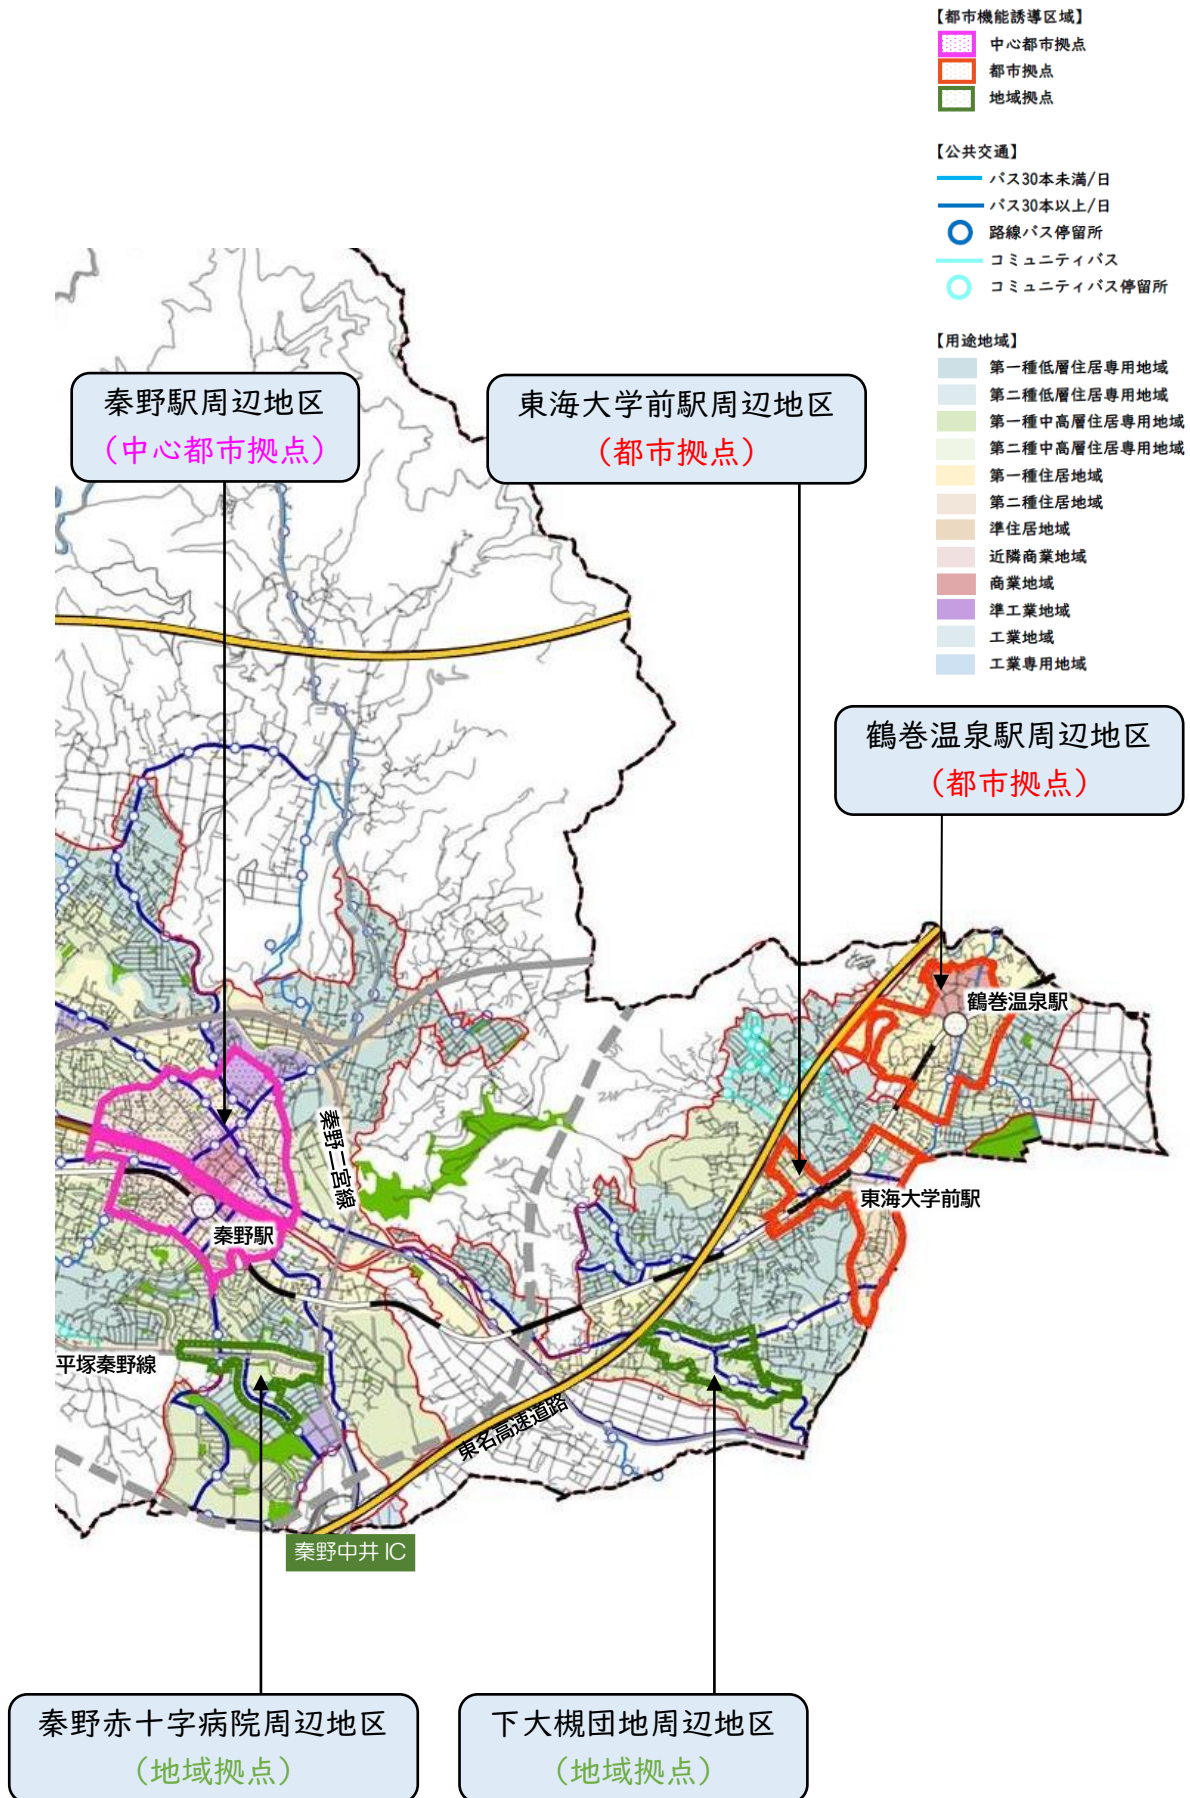 【都市機能誘導区域】
中心都市拠点
都市拠点
地域拠点
【公共交通】
バス30本未満/日
バス30本以上/日
路線バス停留所
コミュニティバス
コミュニティバス停留所
【用途地域】
第一種低層住居専用地域
第二種低層住居専用地域
第一種中高層住居専用地域
第二種中高層住居専用地域
第一種住居地域
第二種住居地域
準住居地域
近隣商業地域
商業地域
準工業地域
工業地域
工業専用地域
秦野駅周辺地区
(中心都市拠点)
東海大学前駅周辺地区
(都市拠点)
鶴巻温泉駅周辺地区
(都市拠点)
鶴巻温泉駅
秦野二宮線
東海大学前駅
秦野駅
平塚秦野線
東名高速道路
秦野中井 IC
秦野赤十字病院周辺地区
(地域拠点)
下大槻団地周辺地区
(地域拠点)